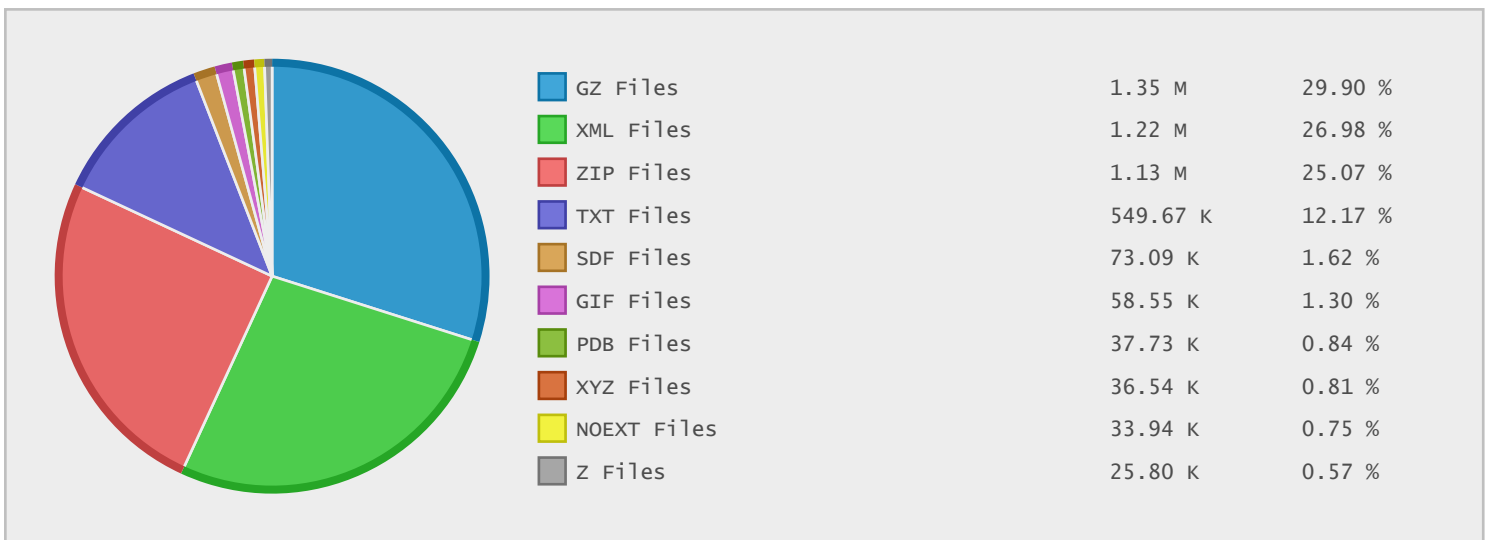 GZ Files 1.35 M 29.90 %
XML Files 1.22 M 26.98 %
ZIP Files 1.13 M 25.07 %
TXT Files 549.67 K 12.17 %
SDF Files 73.09 K 1.62 %
GIF Files 58.55 K 1.30 %
PDB Files 37.73 K 0.84 %
XYZ Files 36.54 K 0.81 %
NOEXT Files 33.94 K 0.75 %
Z Files 25.80 K 0.57 %